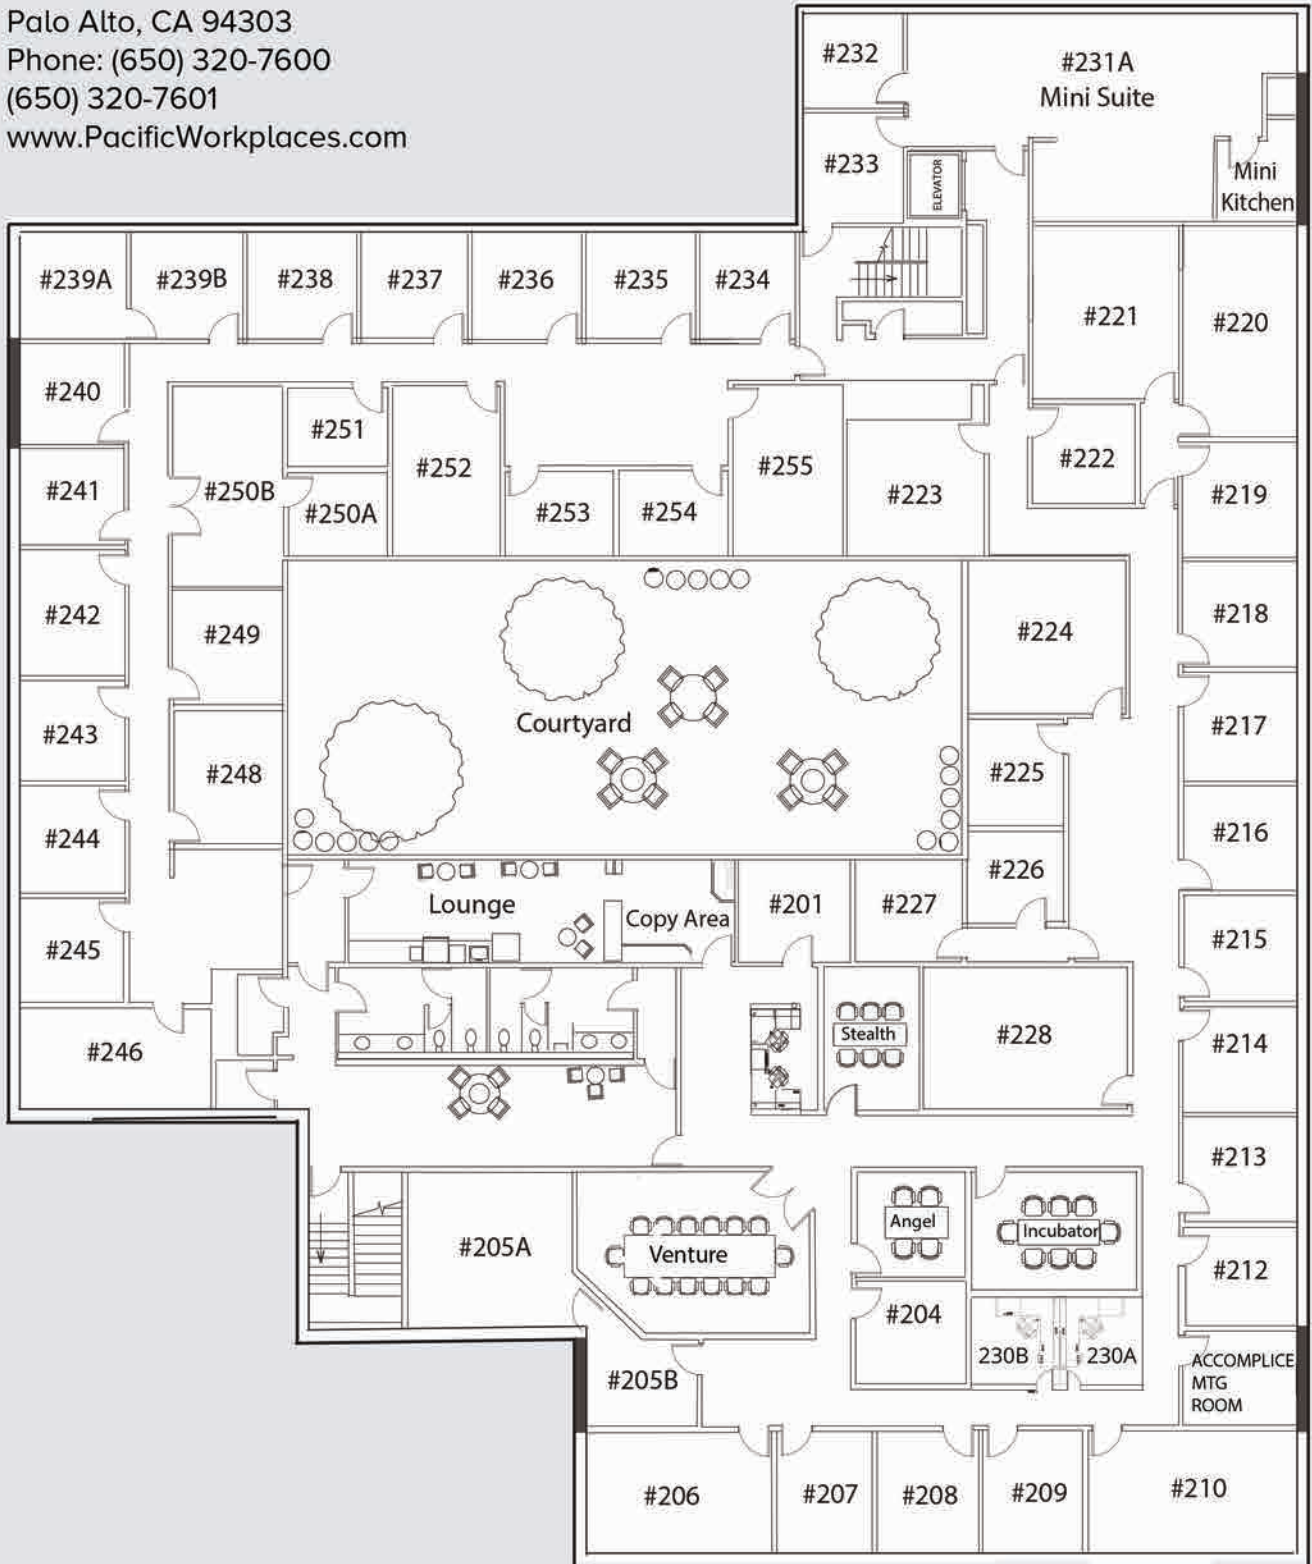 Palo Alto, CA 94303
Phone: (650) 320-7600
(650) 320-7601
www.PacificWorkplaces.com
#232
#231A
Mini Suite
#233
ELEVATOR
Mini
Kitchen
#239A
#239B
#238
#237
#236
#235
#234
#221
#220
#240
#251
#252
#255
#222
#241
#250B
#250A
#253
#254
#223
#219
#242
#249
#224
#218
Courtyard
#243
#248
#225
#217
#244
#226
#216
Lounge
Copy Area
#201
#227
#245
#215
#246
Stealth
#228
#214
#213
#205A
Venture
Angel
Incubator
#212
#204
230B
230A
#205B
ACCOMPLICE
MTG
ROOM
#206
#207
#208
#209
#210